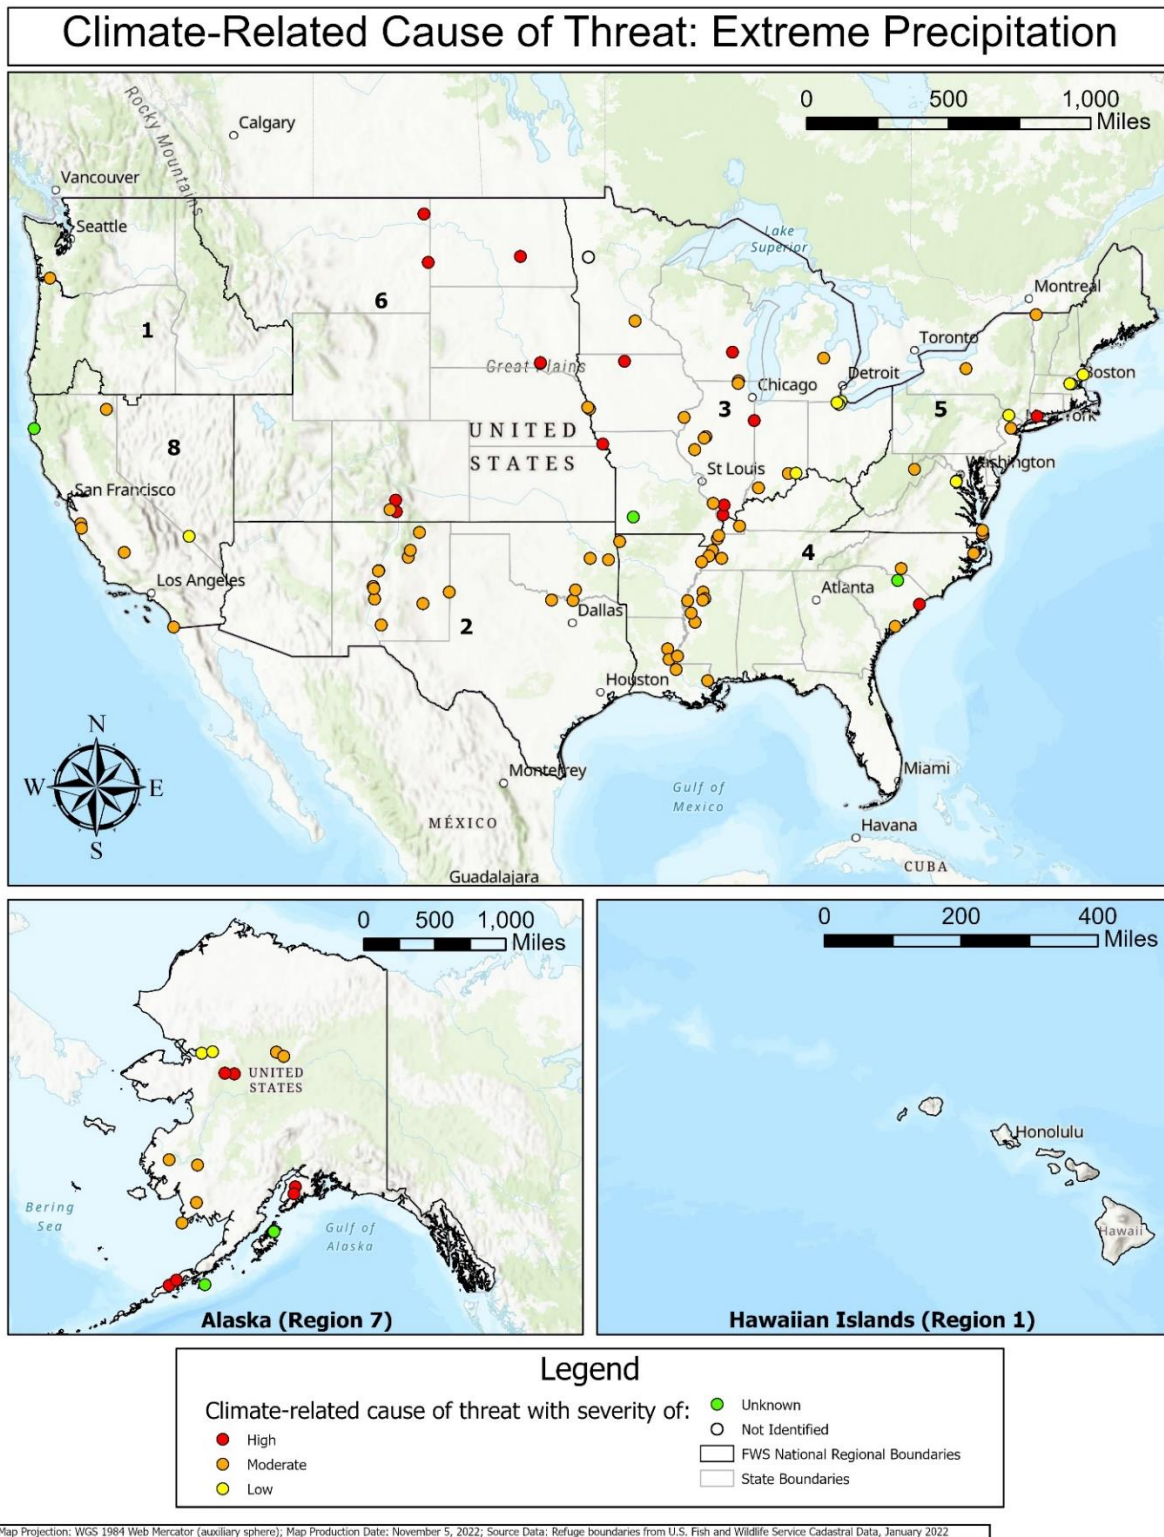 Climate-Related Cause of Threat: Extreme Precipitation
0 500 1,000
Miles
Rocky Mountains
Calgary
Vancouver
Seattle
Lake
Superior
Montreal
6
1
Toronto
Great Plains
Detroit
Boston
Chicago
3
5
New York
8
UNITED
STATES
St Louis
Washington
San Francisco
4
Los Angeles
Atlanta
2
Dallas
Houston
N
W E
S
Monterrey
Miami
Gulf of
Mexico
MÉXICO
Havana
CUBA
Guadalajara
0 500 1,000
Miles
UNITED
STATES
Bering
Sea
Gulf of
Alaska
Alaska (Region 7)
0 200 400
Miles
Honolulu
Hawaii
Hawaiian Islands (Region 1)
Legend
Climate-related cause of threat with severity of:
High
Moderate
Low
Unknown
Not Identified
FWS National Regional Boundaries
State Boundaries
Map Projection: WGS 1984 Web Mercator (auxiliary sphere); Map Production Date: November 5, 2022; Source Data: Refuge boundaries from U.S. Fish and Wildlife Service Cadastral Data, January 2022